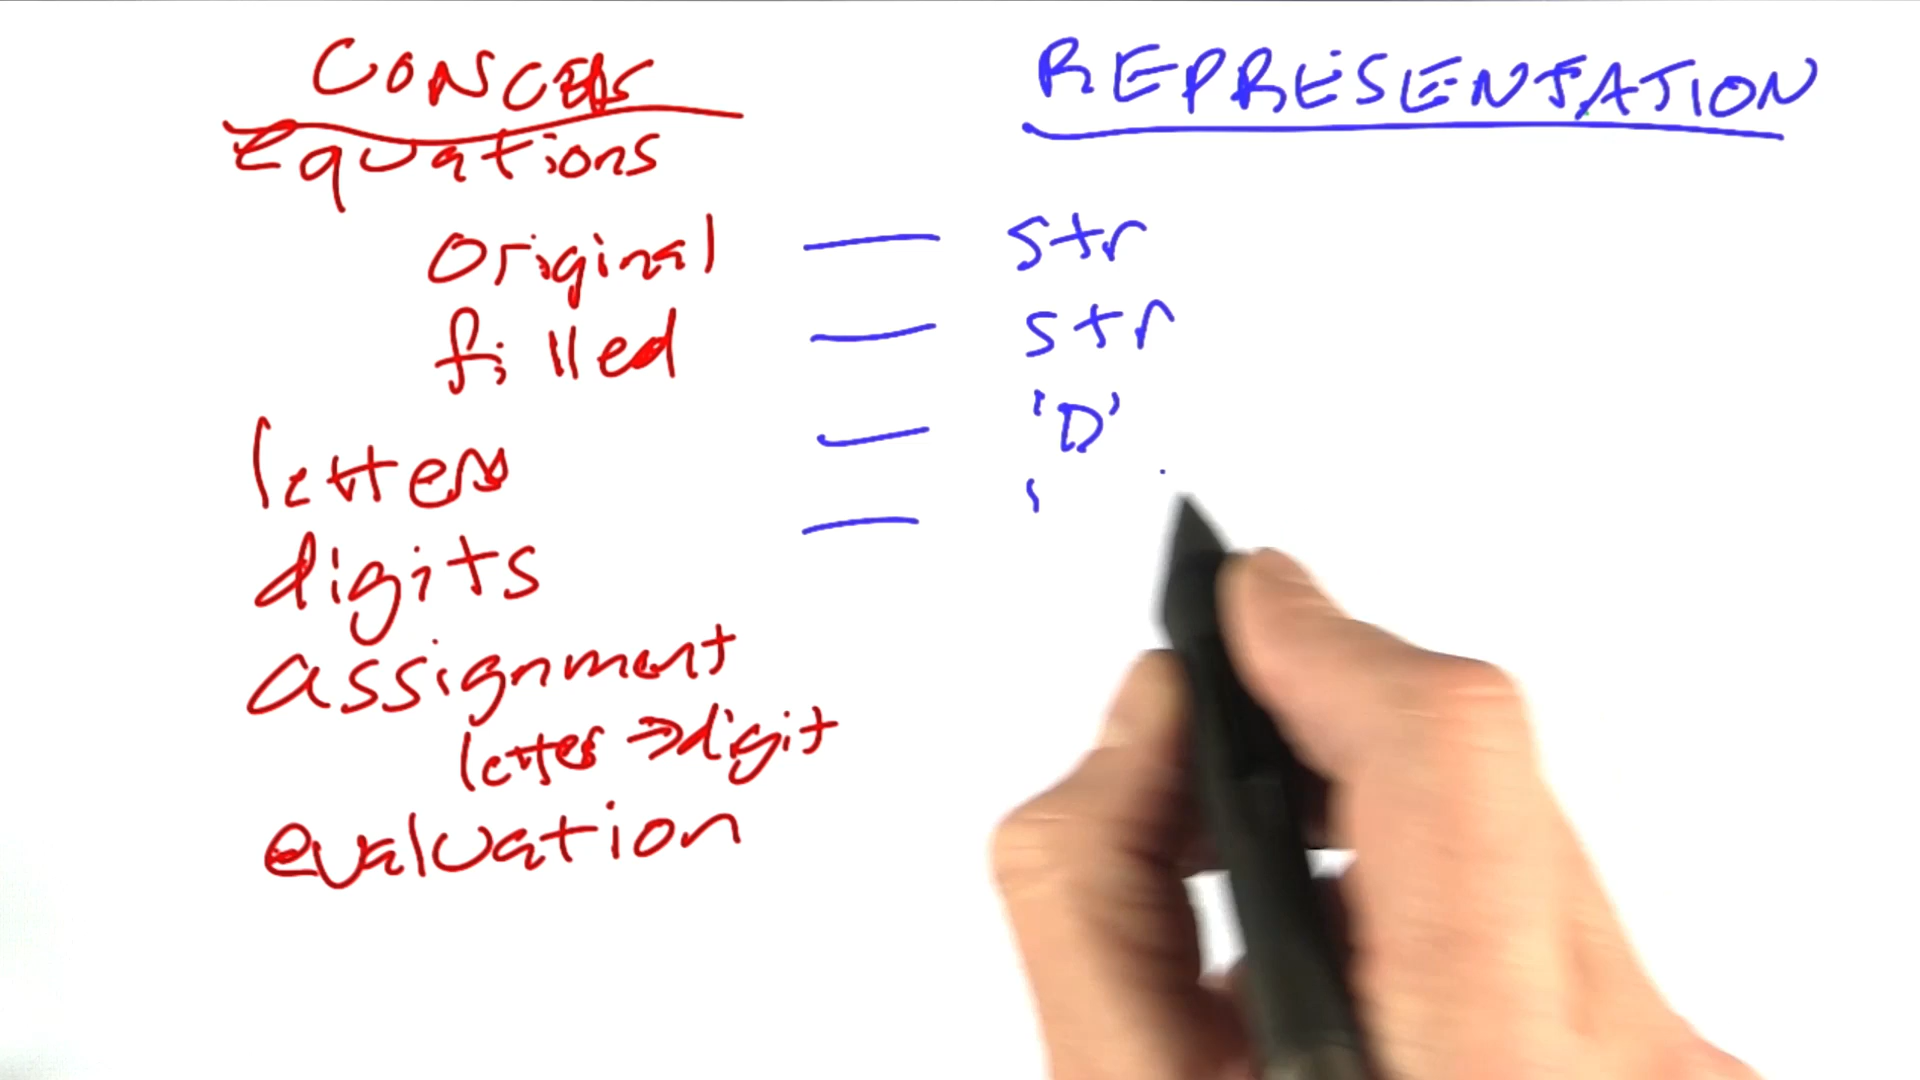 CONCEPTS REPRESENTATION
Equations
original — str
filled — str
letters — 'D'
digits — '
assignment
letter → digit
evaluation